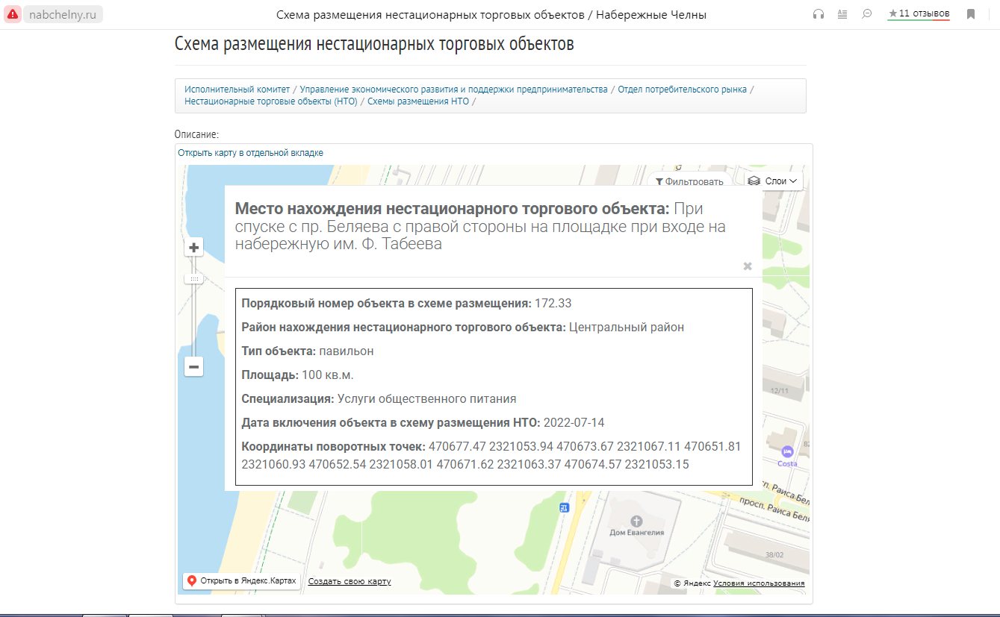 nabchelny.ru
Схема размещения нестационарных торговых объектов / Набережные Челны
★ 11 отзывов
Схема размещения нестационарных торговых объектов
Исполнительный комитет / Управление экономического развития и поддержки предпринимательства / Отдел потребительского рынка /
Нестационарные торговые объекты (НТО) / Схемы размещения НТО /
Описание:
Открыть карту в отдельной вкладке
Фильтровать
Слои
Место нахождения нестационарного торгового объекта: При
спуске с пр. Беляева с правой стороны на площадке при входе на
набережную им. Ф. Табеева
Порядковый номер объекта в схеме размещения: 172.33
Район нахождения нестационарного торгового объекта: Центральный район
Тип объекта: павильон
Площадь: 100 кв.м.
Специализация: Услуги общественного питания
Дата включения объекта в схему размещения НТО: 2022-07-14
Координаты поворотных точек: 470677.47 2321053.94 470673.67 2321067.11 470651.81
2321060.93 470652.54 2321058.01 470671.62 2321063.37 470674.57 2321053.15
12/11
82
Costa
п. Раиса Бел
просп. Раиса Беля
Дом Евангелия
38/02
Открыть в Яндекс.Картах
Создать свою карту
© Яндекс Условия использования